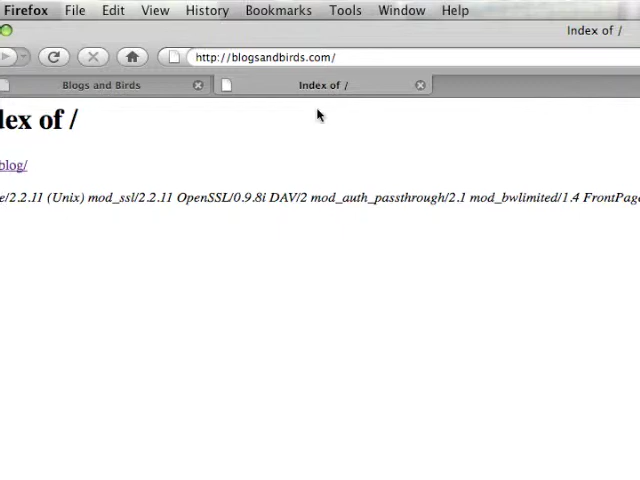 Firefox File Edit View History Bookmarks Tools Window Help
Index of /
http://blogsandbirds.com/
Blogs and Birds Index of /
dex of /
blog/
e/2.2.11 (Unix) mod_ssl/2.2.11 OpenSSL/0.9.8i DAV/2 mod_auth_passthrough/2.1 mod_bwlimited/1.4 FrontPage